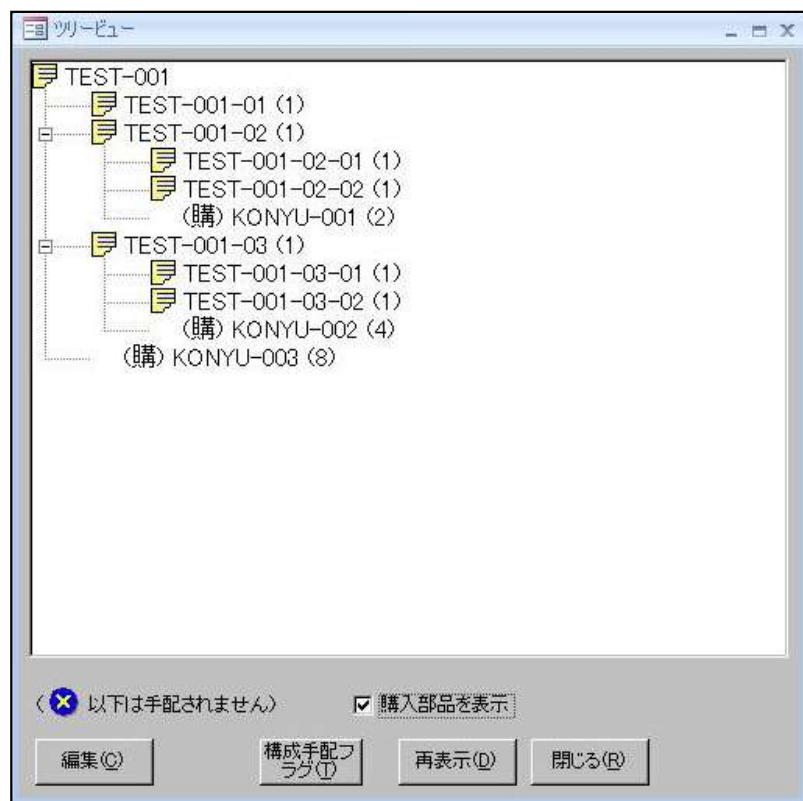 ツリービュー
TEST-001
TEST-001-01 (1)
TEST-001-02 (1)
TEST-001-02-01 (1)
TEST-001-02-02 (1)
(購) KONYU-001 (2)
TEST-001-03 (1)
TEST-001-03-01 (1)
TEST-001-03-02 (1)
(購) KONYU-002 (4)
(購) KONYU-003 (8)
( 以下は手配されません) 購入部品を表示
編集(C) 構成手配フ
ラグ(T) 再表示(D) 閉じる(R)